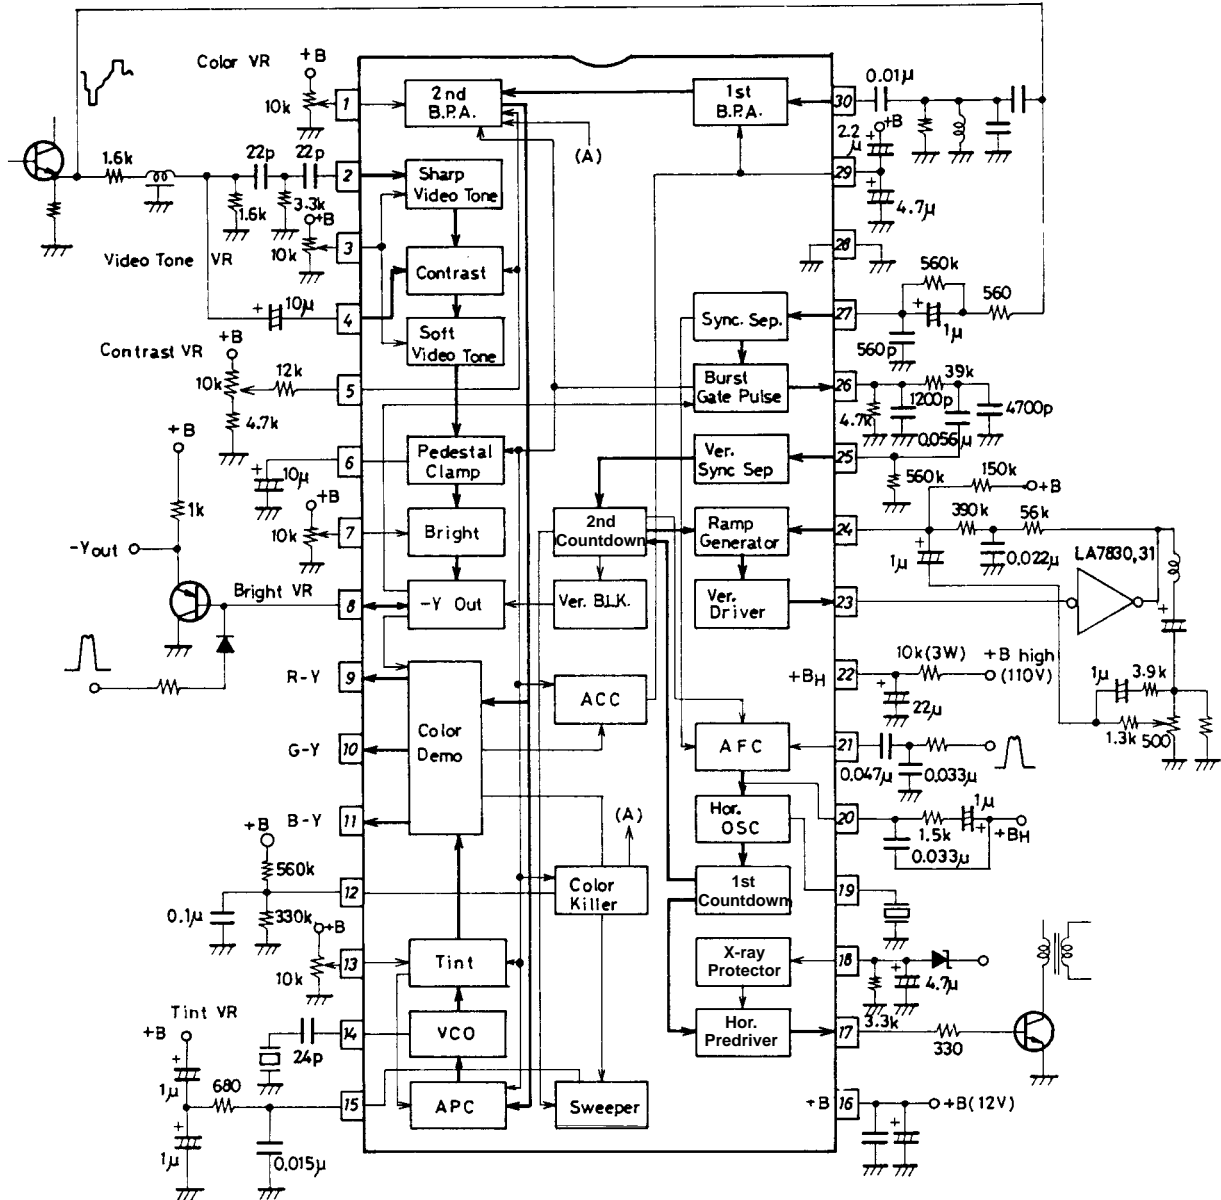 Color VR
+B
10k
1
2nd
B.P.A.
1st
B.P.A.
30
0.01μ
+B
2.2
μ
29
4.7μ
(A)
1.6k
22p
22p
2
Sharp
Video Tone
1.6k
3.3k
+B
10k
3
Video Tone VR
28
Contrast
10μ
4
560k
560
27
1μ
560p
Sync. Sep.
Soft
Video Tone
Contrast VR
+B
10k
12k
5
4.7k
Burst
Gate Pulse
26
39k
1200p
4700p
4.7k
0.056μ
+B
6
Pedestal
Clamp
10μ
Ver.
Sync Sep
25
560k
150k
+B
1k
+B
10k
7
Bright
2nd
Countdown
Ramp
Generator
24
390k
56k
1μ
0.022μ
LA7830,31
-Yout
Bright VR
8
-Y Out
Ver. B.L.K.
Ver.
Driver
23
R-Y
9
ACC
+BH
22
10k(3W)
+B high
(110V)
22μ
1μ
3.9k
1.3k
500
G-Y
10
Color
Demo
AFC
21
0.047μ
0.033μ
B-Y
11
(A)
Hor.
OSC
20
1.5k
1μ
+BH
0.033μ
+B
560k
12
Color
Killer
1st
Countdown
19
0.1μ
330k
+B
10k
13
Tint
X-ray
Protector
18
4.7μ
3.3k
Tint VR
+B
14
24p
VCO
Hor.
Predriver
17
330
1μ
680
15
APC
Sweeper
+B
16
+B(12V)
1μ
0.015μ